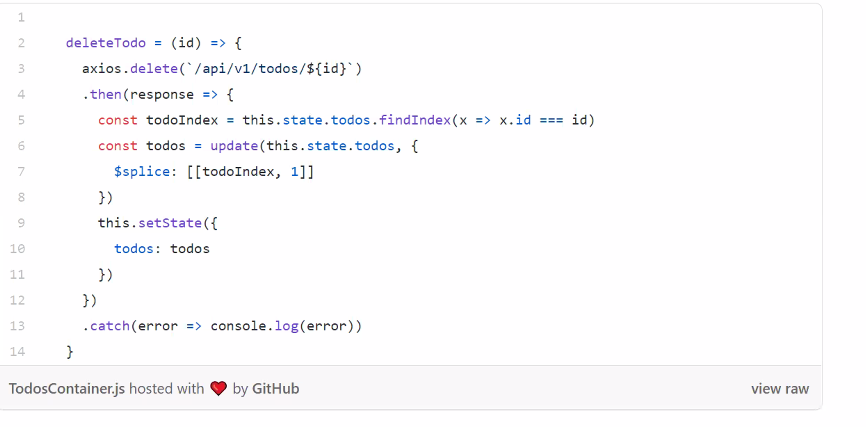 1
2 deleteTodo = (id) => {
3 axios.delete(`/api/v1/todos/${id}`)
4 .then(response => {
5 const todoIndex = this.state.todos.findIndex(x => x.id === id)
6 const todos = update(this.state.todos, {
7 $splice: [[todoIndex, 1]]
8 })
9 this.setState({
10 todos: todos
11 })
12 })
13 .catch(error => console.log(error))
14 }
TodosContainer.js hosted with ❤ by GitHub view raw